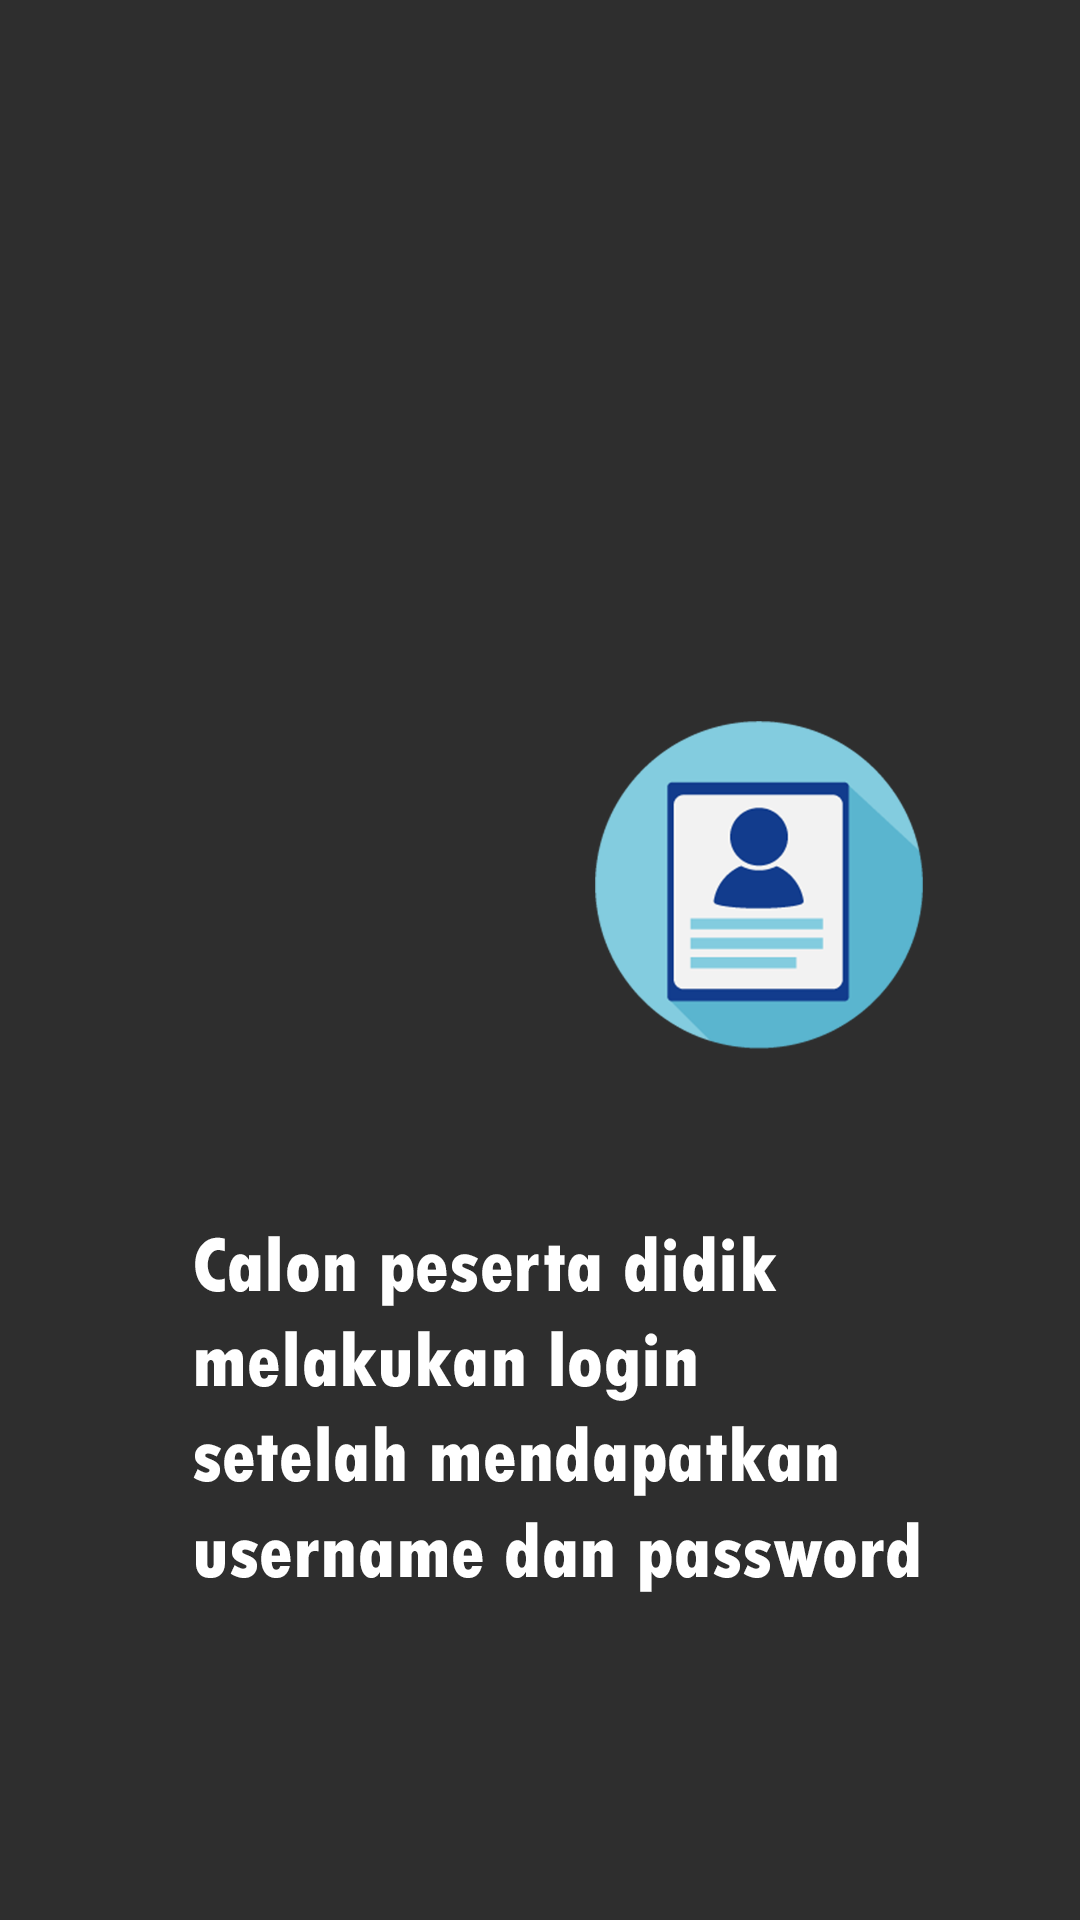 Calon peserta didik
melakukan login
setelah mendapatkan
username dan password